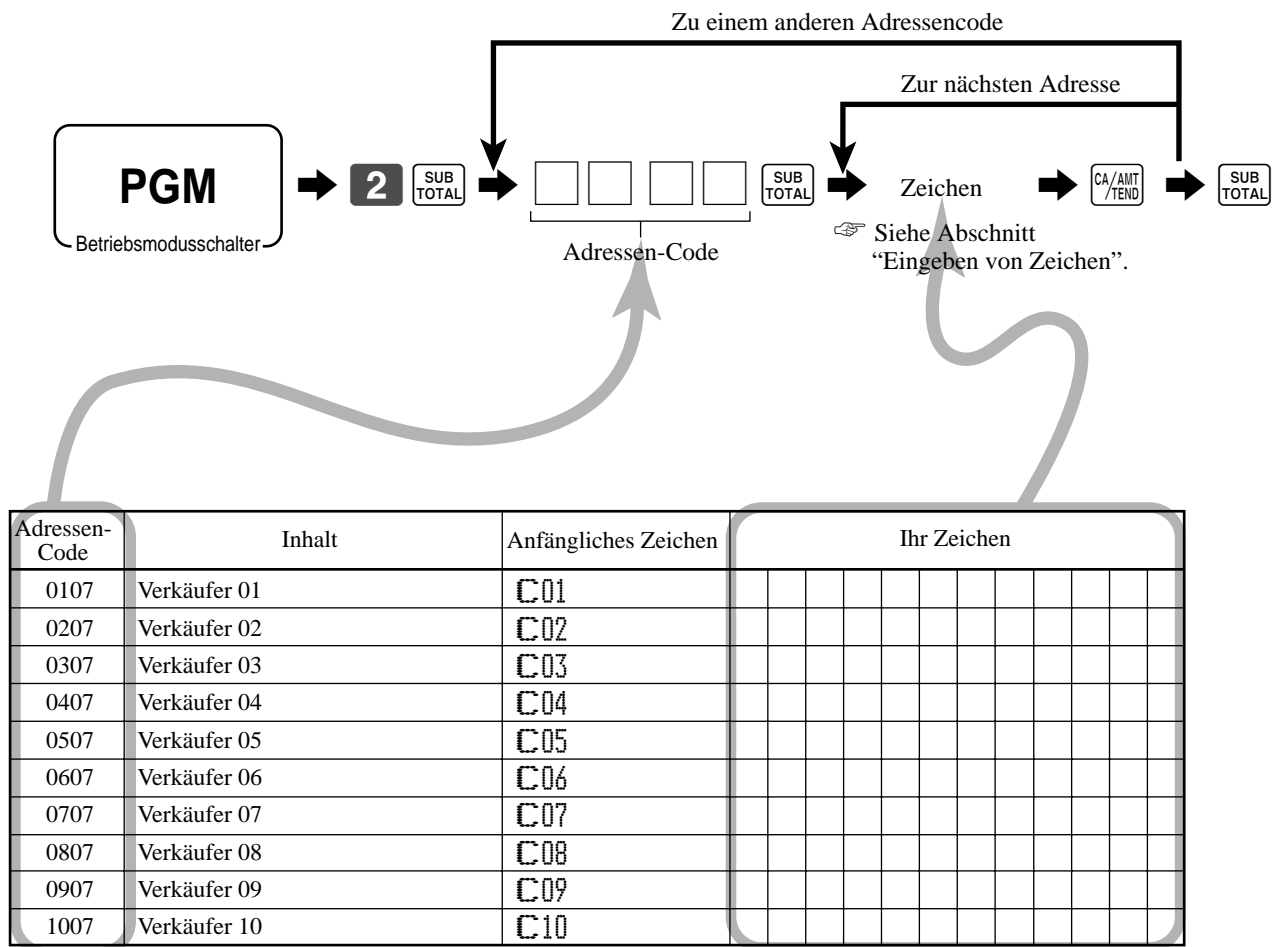 Zu einem anderen Adressencode
Zur nächsten Adresse
PGM
Betriebsmodusschalter
2
SUB
TOTAL
SUB
TOTAL
Zeichen
CA/AMT
/TEND
SUB
TOTAL
Adressen-Code
☞ Siehe Abschnitt
“Eingeben von Zeichen”.
Adressen-
Code
Inhalt
Anfängliches Zeichen
Ihr Zeichen
0107 Verkäufer 01 C01
0207 Verkäufer 02 C02
0307 Verkäufer 03 C03
0407 Verkäufer 04 C04
0507 Verkäufer 05 C05
0607 Verkäufer 06 C06
0707 Verkäufer 07 C07
0807 Verkäufer 08 C08
0907 Verkäufer 09 C09
1007 Verkäufer 10 C10